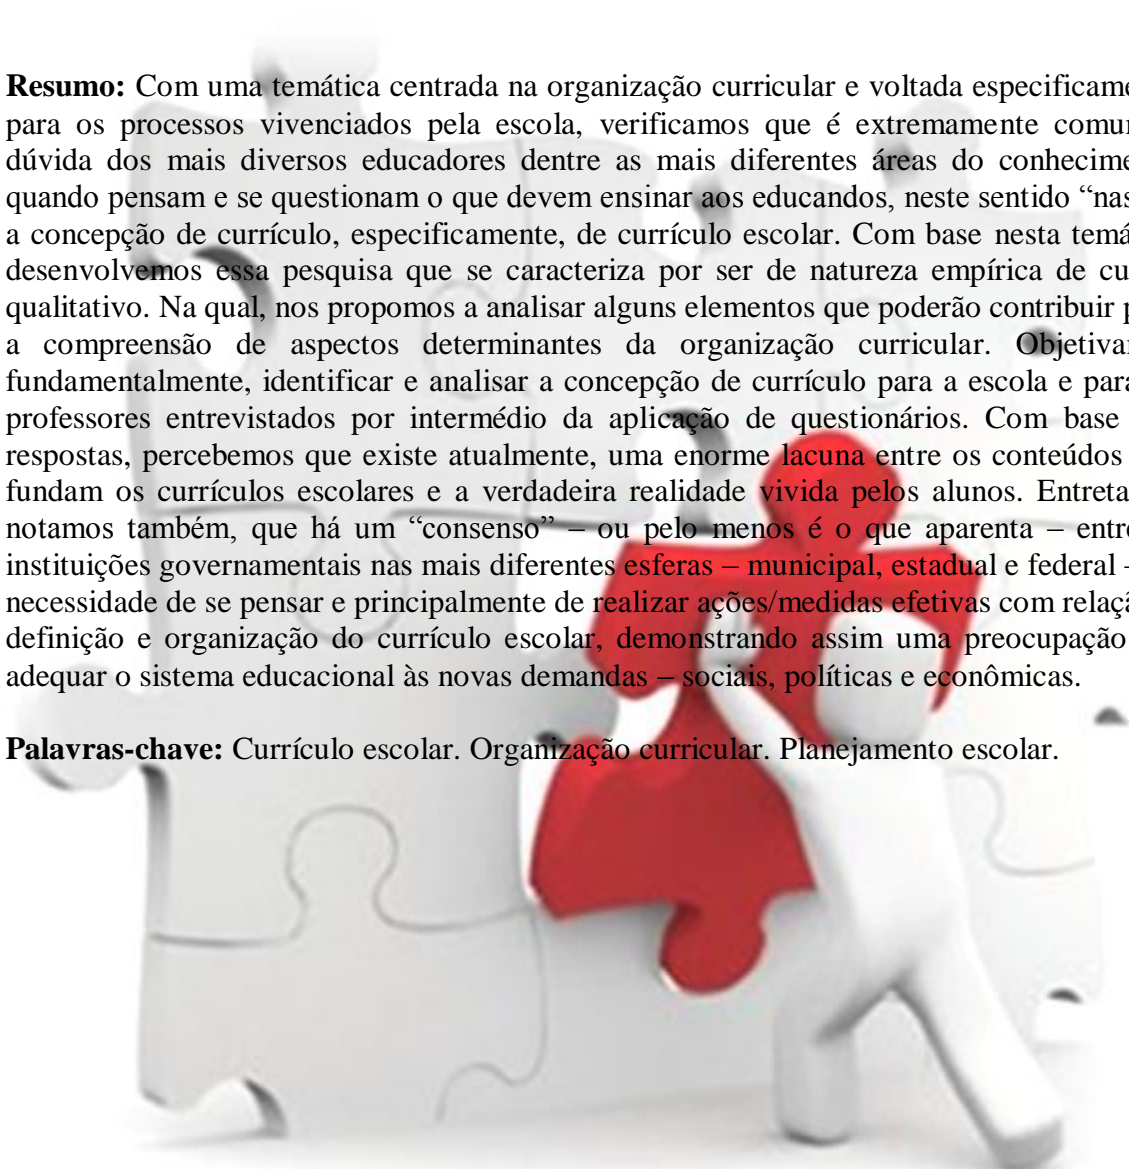 Resumo: Com uma temática centrada na organização curricular e voltada especificame
para os processos vivenciados pela escola, verificamos que é extremamente comu
dúvida dos mais diversos educadores dentre as mais diferentes áreas do conhecime
quando pensam e se questionam o que devem ensinar aos educandos, neste sentido “nas
a concepção de currículo, especificamente, de currículo escolar. Com base nesta temá
desenvolvemos essa pesquisa que se caracteriza por ser de natureza empírica de cu
qualitativo. Na qual, nos propomos a analisar alguns elementos que poderão contribuir p
a compreensão de aspectos determinantes da organização curricular. Objetivar
fundamentalmente, identificar e analisar a concepção de currículo para a escola e para
professores entrevistados por intermédio da aplicação de questionários. Com base
respostas, percebemos que existe atualmente, uma enorme lacuna entre os conteúdos
fundam os currículos escolares e a verdadeira realidade vivida pelos alunos. Entreta
notamos também, que há um “consenso” – ou pelo menos é o que aparenta – entre
instituições governamentais nas mais diferentes esferas – municipal, estadual e federal –
necessidade de se pensar e principalmente de realizar ações/medidas efetivas com relaçã
definição e organização do currículo escolar, demonstrando assim uma preocupação
adequar o sistema educacional às novas demandas – sociais, políticas e econômicas.
Palavras-chave: Currículo escolar. Organização curricular. Planejamento escolar.